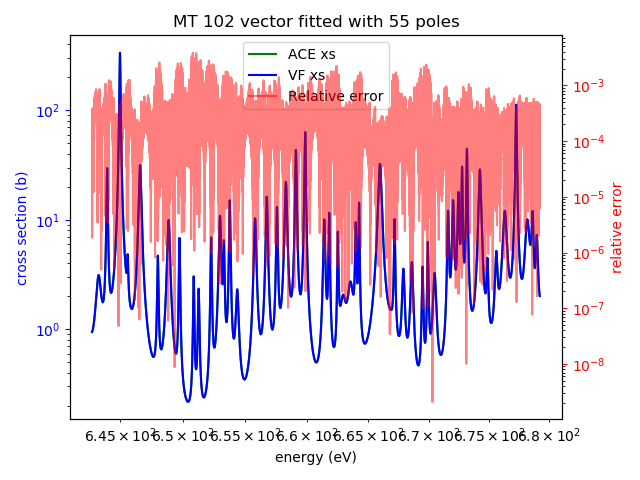 MT 102 vector fitted with 55 poles
ACE xs
VF xs
Relative error
cross section (b)
10²
10¹
10⁰
10⁻³
10⁻⁴
10⁻⁵
10⁻⁶
10⁻⁷
10⁻⁸
relative error
6.45 × 10² 6.5 × 10² 6.55 × 10² 6.6 × 10² 6.65 × 10² 6.7 × 10² 6.75 × 10² 6.8 × 10²
energy (eV)